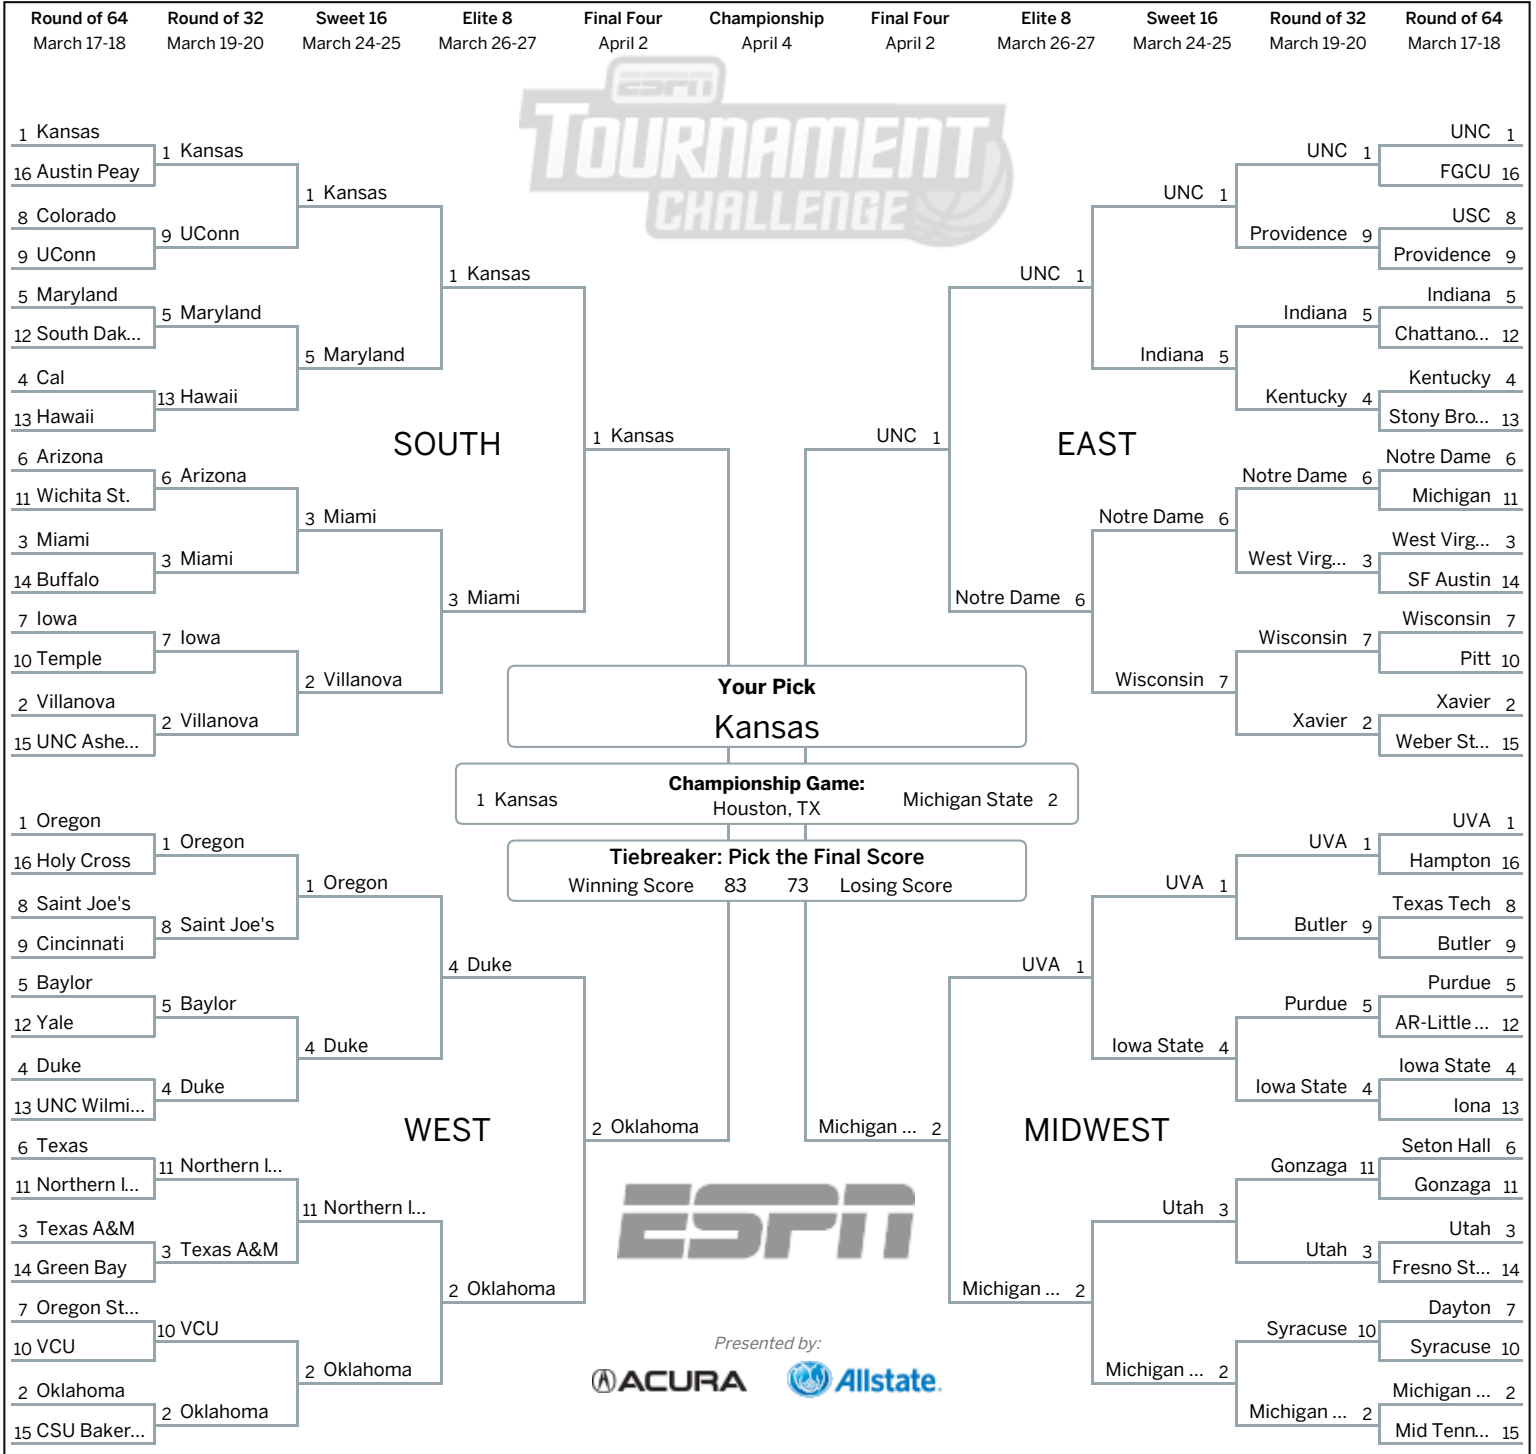 Round of 64 Round of 32 Sweet 16 Elite 8 Final Four Championship Final Four Elite 8 Sweet 16 Round of 32 Round of 64
March 17-18 March 19-20 March 24-25 March 26-27 April 2 April 4 April 2 March 26-27 March 24-25 March 19-20 March 17-18
ESPN
TOURNAMENT
CHALLENGE
1 Kansas
16 Austin Peay
8 Colorado
9 UConn
5 Maryland
12 South Dak...
4 Cal
13 Hawaii
6 Arizona
11 Wichita St.
3 Miami
14 Buffalo
7 Iowa
10 Temple
2 Villanova
15 UNC Ashe...
1 Kansas
9 UConn
5 Maryland
13 Hawaii
6 Arizona
3 Miami
7 Iowa
2 Villanova
1 Kansas
5 Maryland
3 Miami
2 Villanova
1 Kansas
3 Miami
SOUTH
1 Kansas
1 Oregon
16 Holy Cross
8 Saint Joe's
9 Cincinnati
5 Baylor
12 Yale
4 Duke
13 UNC Wilmi...
6 Texas
11 Northern I...
3 Texas A&M
14 Green Bay
7 Oregon St...
10 VCU
2 Oklahoma
15 CSU Baker...
1 Oregon
8 Saint Joe's
5 Baylor
4 Duke
11 Northern I...
3 Texas A&M
10 VCU
2 Oklahoma
1 Oregon
4 Duke
11 Northern I...
2 Oklahoma
4 Duke
2 Oklahoma
WEST
2 Oklahoma
Your Pick
Kansas
Championship Game:
1 Kansas Houston, TX Michigan State 2
Tiebreaker: Pick the Final Score
Winning Score 83 73 Losing Score
UNC 1
EAST
UNC 1
Notre Dame 6
UNC 1
Indiana 5
Notre Dame 6
Wisconsin 7
UNC 1
Providence 9
Indiana 5
Kentucky 4
Notre Dame 6
West Virg... 3
Wisconsin 7
Xavier 2
UNC 1
FGCU 16
USC 8
Providence 9
Indiana 5
Chattano... 12
Kentucky 4
Stony Bro... 13
Notre Dame 6
Michigan 11
West Virg... 3
SF Austin 14
Wisconsin 7
Pitt 10
Xavier 2
Weber St... 15
Michigan ... 2
MIDWEST
UVA 1
Michigan ... 2
UVA 1
Iowa State 4
Utah 3
Michigan ... 2
UVA 1
Butler 9
Purdue 5
Iowa State 4
Gonzaga 11
Utah 3
Syracuse 10
Michigan ... 2
UVA 1
Hampton 16
Texas Tech 8
Butler 9
Purdue 5
AR-Little ... 12
Iowa State 4
Iona 13
Seton Hall 6
Gonzaga 11
Utah 3
Fresno St... 14
Dayton 7
Syracuse 10
Michigan ... 2
Mid Tenn... 15
ESPN
Presented by:
ACURA Allstate.